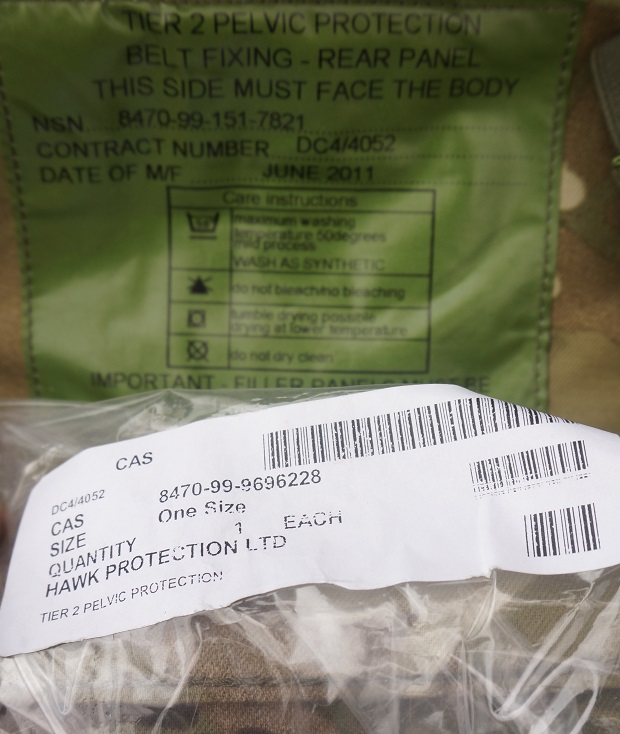 TIER 2 PELVIC PROTECTION
BELT FIXING - REAR PANEL
THIS SIDE MUST FACE THE BODY
NSN 8470-99-151-7821
CONTRACT NUMBER DC4/4052
DATE OF M/F JUNE 2011
Care instructions
maximum washing
temperature 50degrees
mild process
WASH AS SYNTHETIC
do not bleach/no bleaching
tumble drying possible
drying at lower temperature
do not dry clean
IMPORTANT - FILLER PANELS MUST BE
CAS
DC4/4052
CAS 8470-99-9696228
SIZE One Size
QUANTITY 1 EACH
HAWK PROTECTION LTD
TIER 2 PELVIC PROTECTION